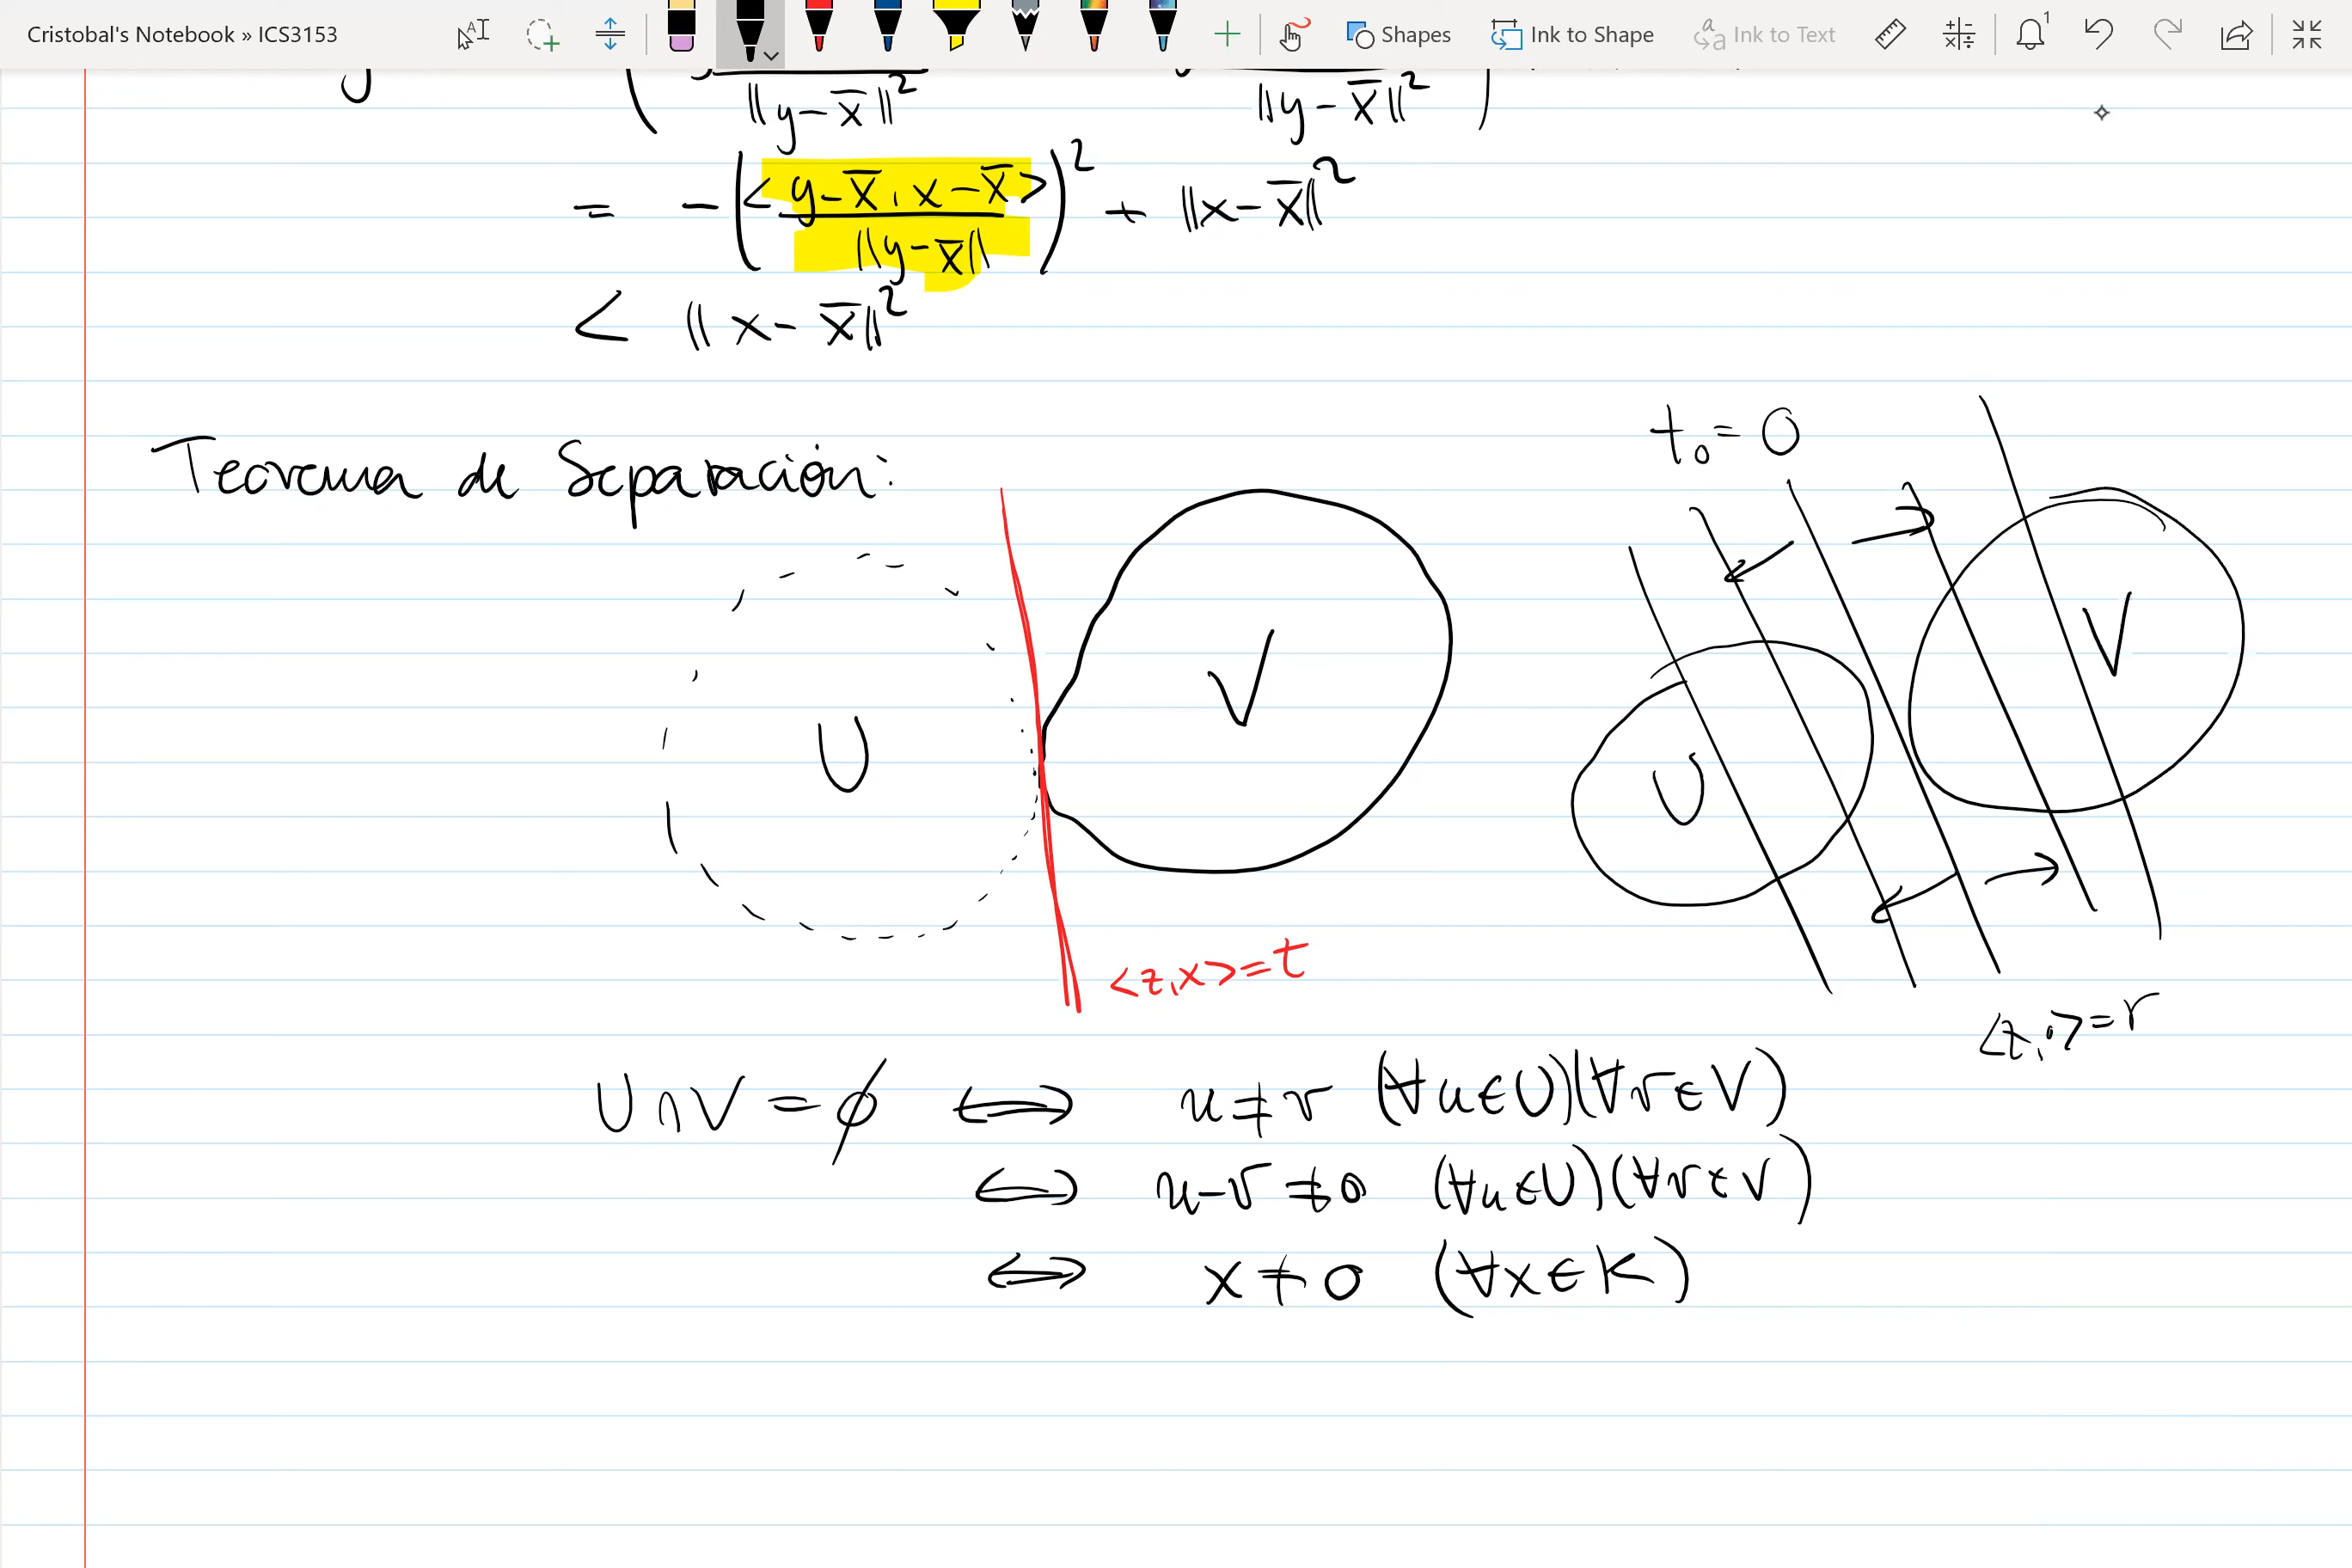 Cristobal's Notebook » ICS3153
Shapes
Ink to Shape
Ink to Text
1
‖y-x̄‖² ‖y-x̄‖²
= -(<y-x̄, x-x̄>/‖y-x̄‖)² + ‖x-x̄‖²
< ‖x-x̄‖²
Teorema de Separación:
t₀=0
U
V
U
V
<z,x>=t
<z,·>=r
U∩V=ϕ ⟺ u≠v (∀u∈U)(∀v∈V)
⟺ u-v≠0 (∀u∈U)(∀v∈V)
⟺ x≠0 (∀x∈K)